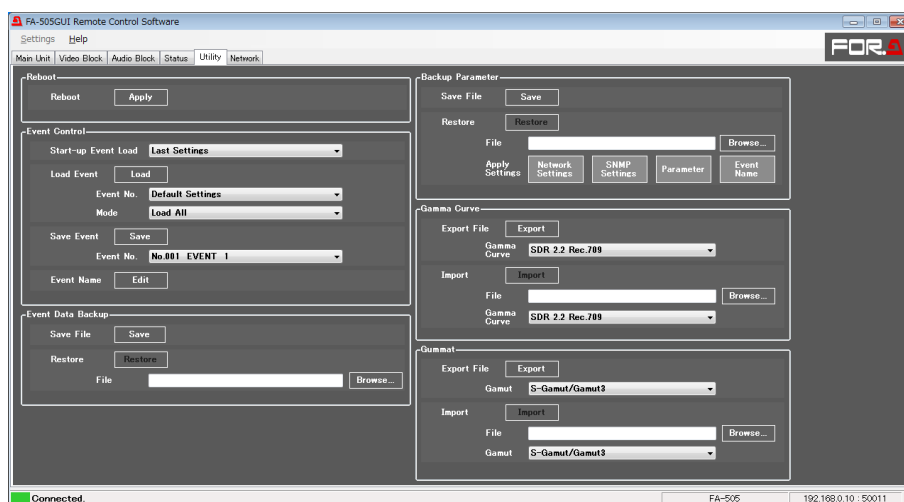 FA-505GUI Remote Control Software
Settings Help
FOR.A
Main Unit Video Block Audio Block Status Utility Network
Reboot
Reboot Apply
Event Control
Start-up Event Load Last Settings
Load Event Load
Event No. Default Settings
Mode Load All
Save Event Save
Event No. No.001 EVENT 1
Event Name Edit
Event Data Backup
Save File Save
Restore Restore
File Browse...
Backup Parameter
Save File Save
Restore Restore
File Browse...
Apply Settings Network Settings SNMP Settings Parameter Event Name
Gamma Curve
Export File Export
Gamma Curve SDR 2.2 Rec.709
Import Import
File Browse...
Gamma Curve SDR 2.2 Rec.709
Gummat
Export File Export
Gamut S-Gamut/Gamut3
Import Import
File Browse...
Gamut S-Gamut/Gamut3
Connected. FA-505 192.168.0.10 : 50011